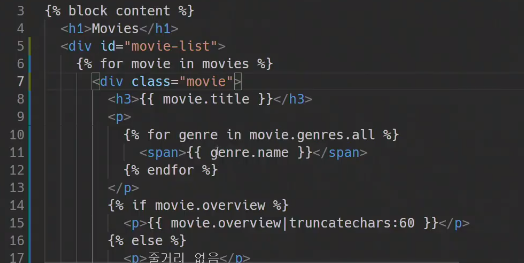 3 {% block content %}
4 <h1>Movies</h1>
5 <div id="movie-list">
6 {% for movie in movies %}
7 <div class="movie">
8 <h3>{{ movie.title }}</h3>
9 <p>
10 {% for genre in movie.genres.all %}
11 <span>{{ genre.name }}</span>
12 {% endfor %}
13 </p>
14 {% if movie.overview %}
15 <p>{{ movie.overview|truncatechars:60 }}</p>
16 {% else %}
17 <p>줄거리 없음</p>